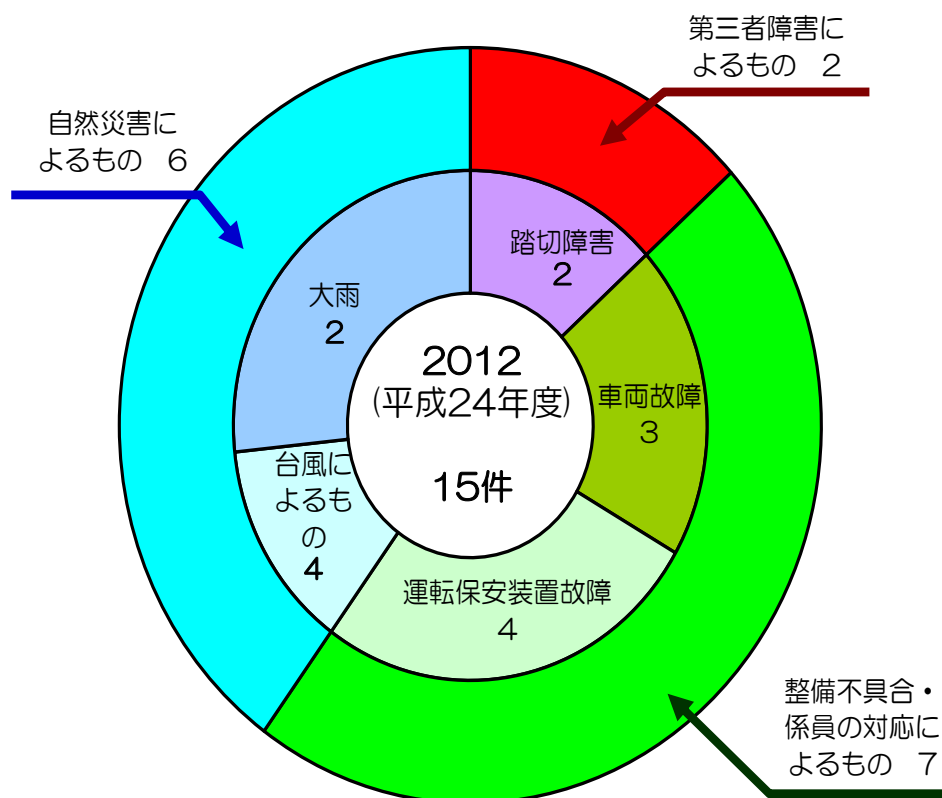 第三者障害に
よるもの 2
自然災害に
よるもの 6
踏切障害
2
大雨
2
2012
(平成24年度)
15件
車両故障
3
台風に
よるも
の
4
運転保安装置故障
4
整備不具合・
係員の対応に
よるもの 7